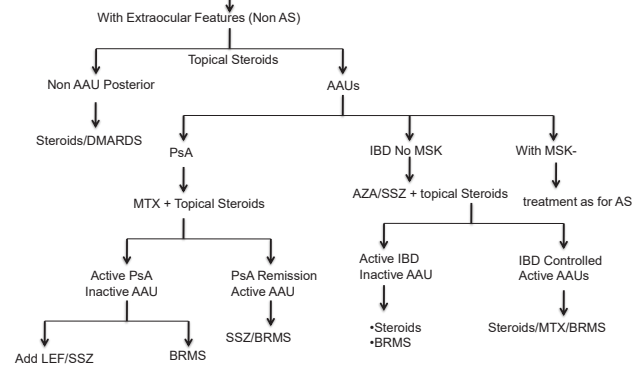 With Extraocular Features (Non AS)
Topical Steroids
Non AAU Posterior
AAUs
Steroids/DMARDS
PsA
IBD No MSK
With MSK-
MTX + Topical Steroids
AZA/SSZ + topical Steroids
treatment as for AS
Active PsA
Inactive AAU
PsA Remission
Active AAU
Active IBD
Inactive AAU
IBD Controlled
Active AAUs
Add LEF/SSZ
BRMS
SSZ/BRMS
•Steroids
•BRMS
Steroids/MTX/BRMS